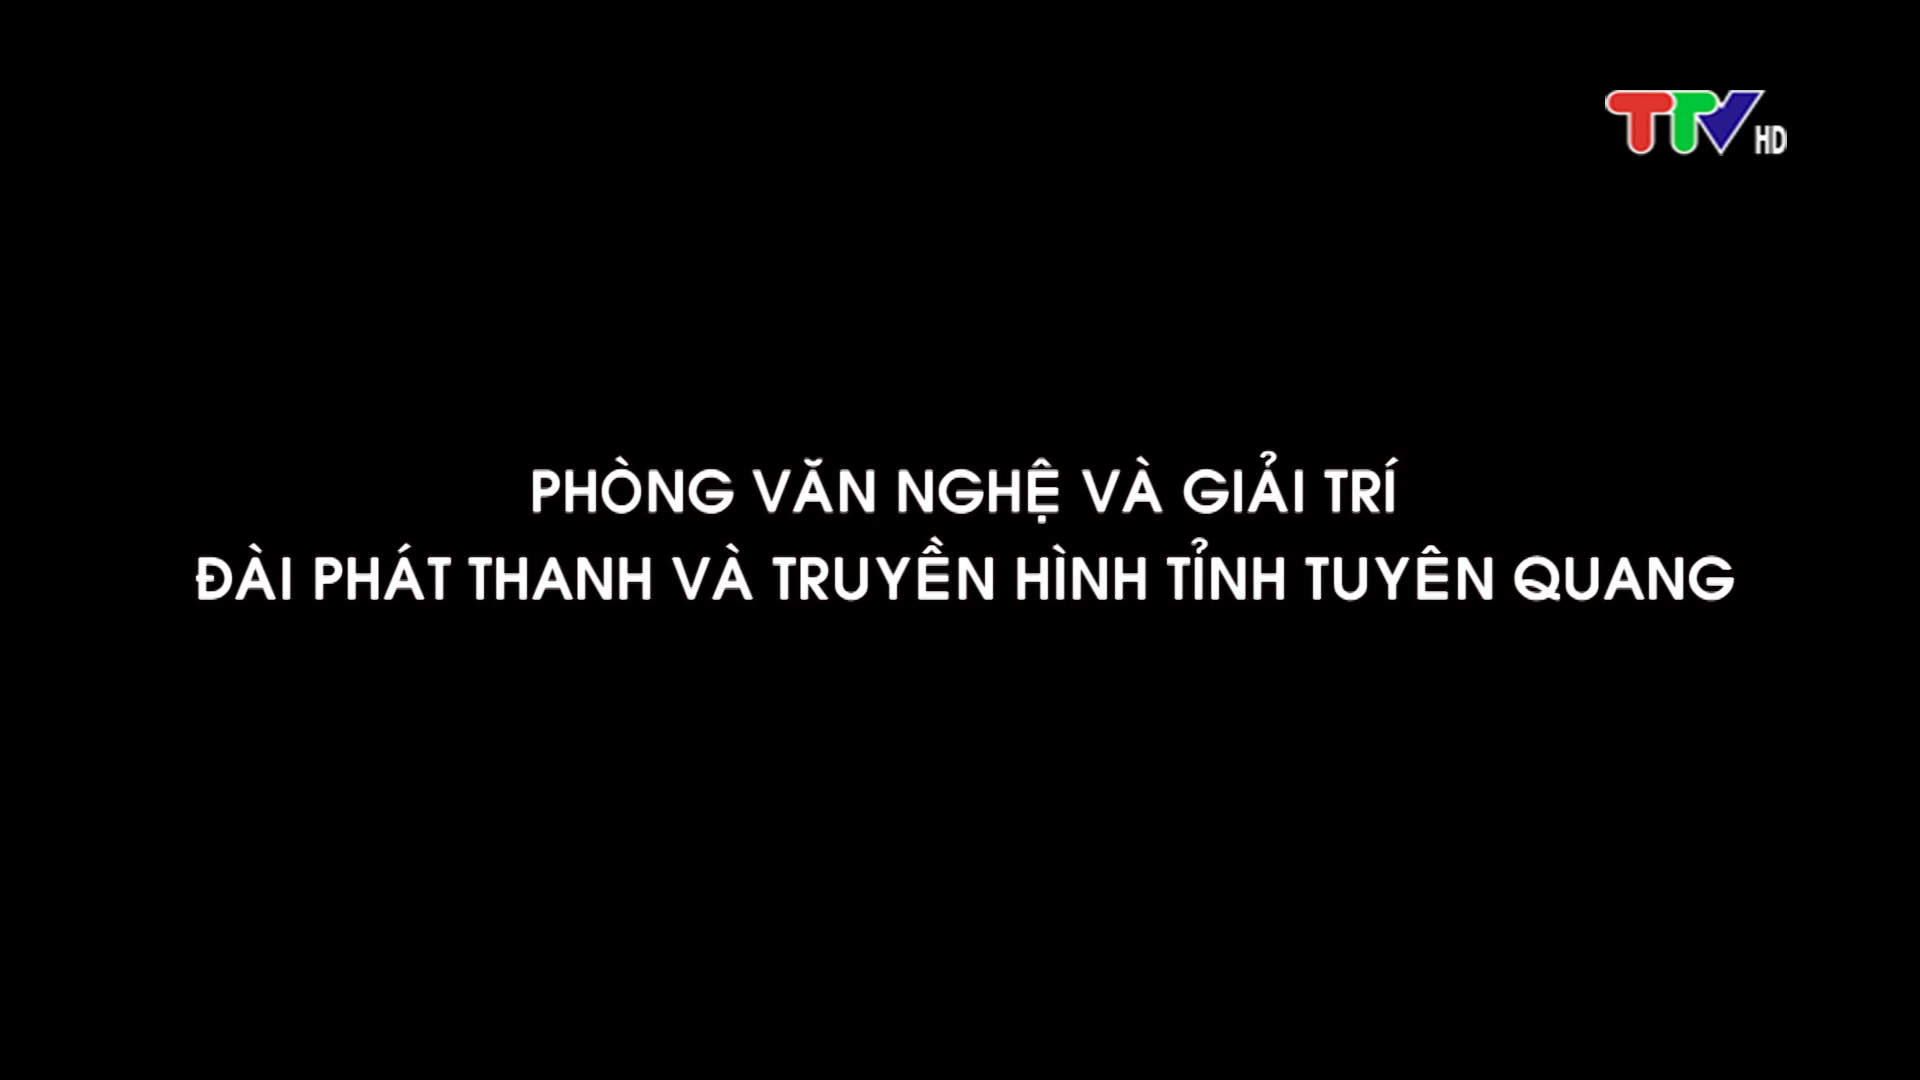 TTV HD
PHÒNG VĂN NGHỆ VÀ GIẢI TRÍ
ĐÀI PHÁT THANH VÀ TRUYỀN HÌNH TỈNH TUYÊN QUANG